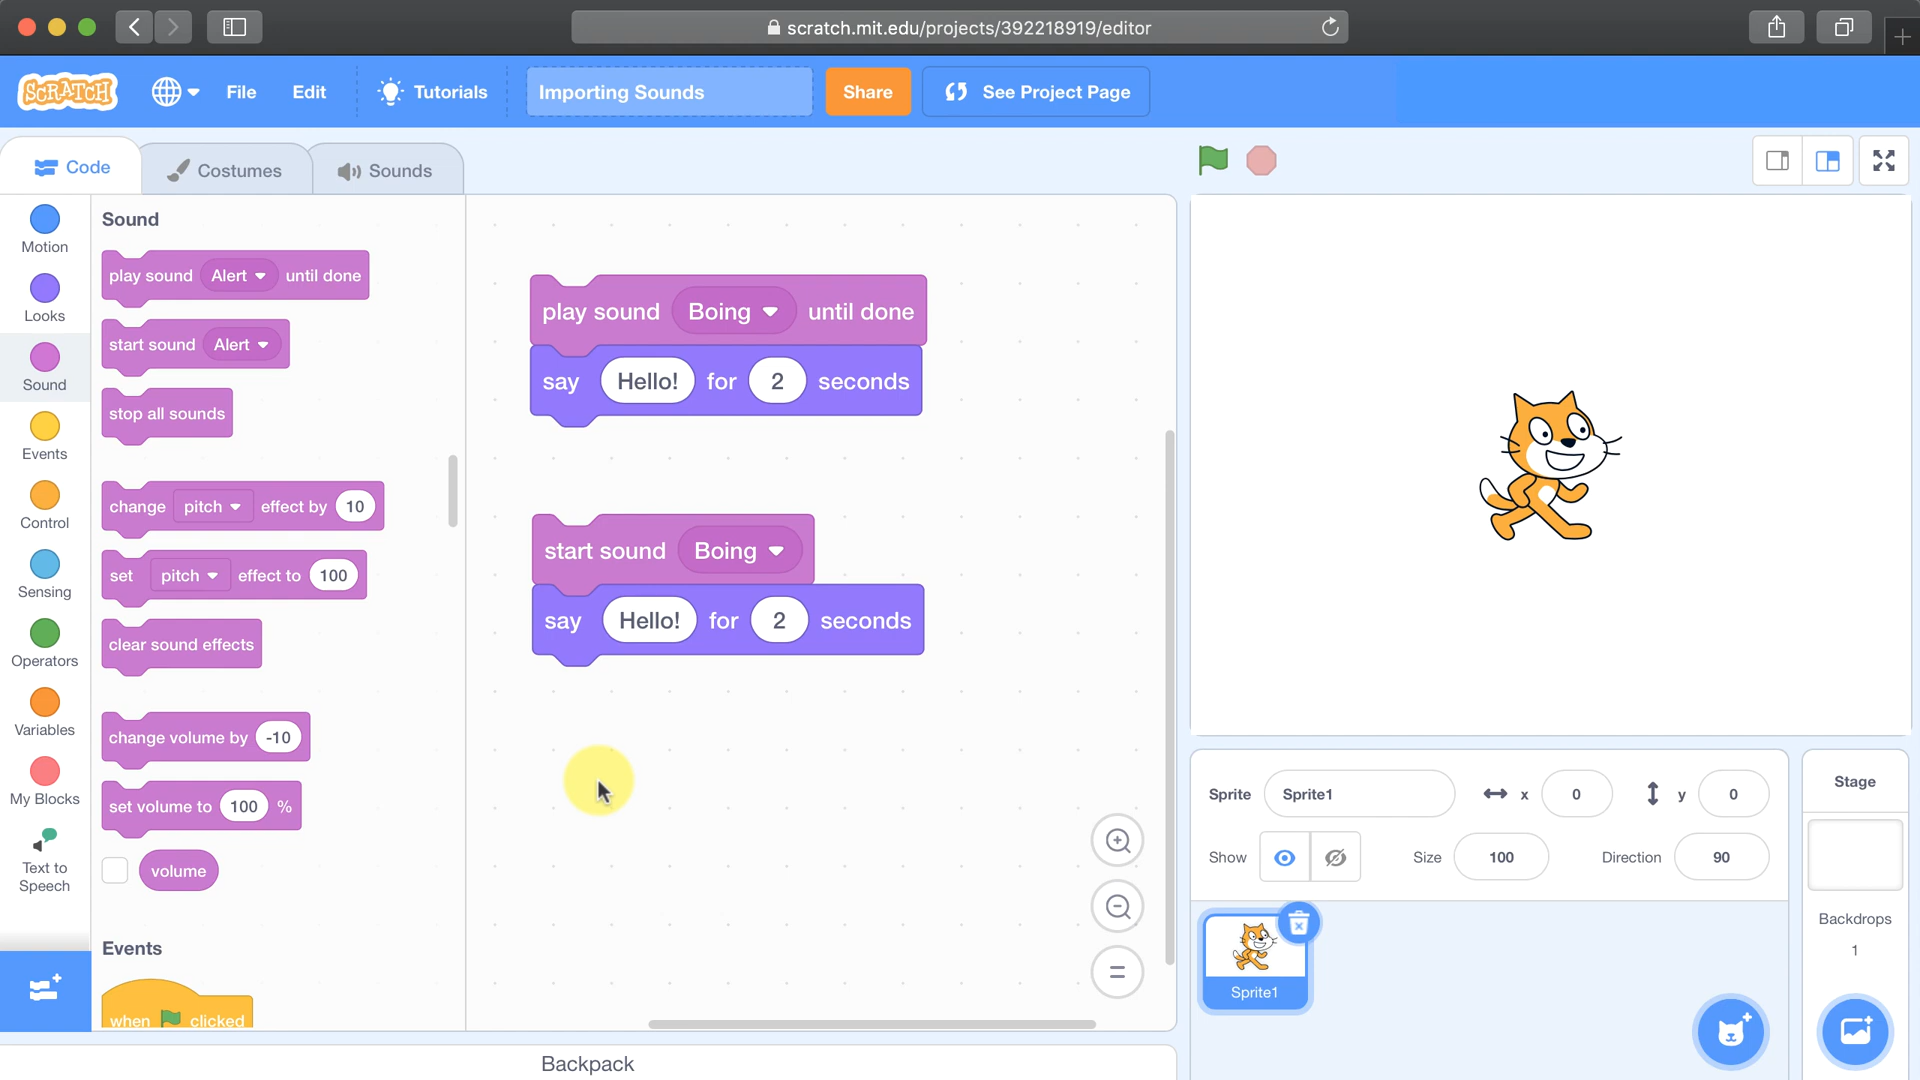 scratch.mit.edu/projects/392218919/editor
SCRATCH
File
Edit
Tutorials
Importing Sounds
Share
See Project Page
Code
Costumes
Sounds
Motion
Looks
Sound
Events
Control
Sensing
Operators
Variables
My Blocks
Text to
Speech
Sound
play sound Alert until done
start sound Alert
stop all sounds
change pitch effect by 10
set pitch effect to 100
clear sound effects
change volume by -10
set volume to 100 %
volume
Events
when clicked
play sound Boing until done
say Hello! for 2 seconds
start sound Boing
say Hello! for 2 seconds
Backpack
Sprite Sprite1 x 0 y 0
Show Size 100 Direction 90
Sprite1
Stage
Backdrops
1